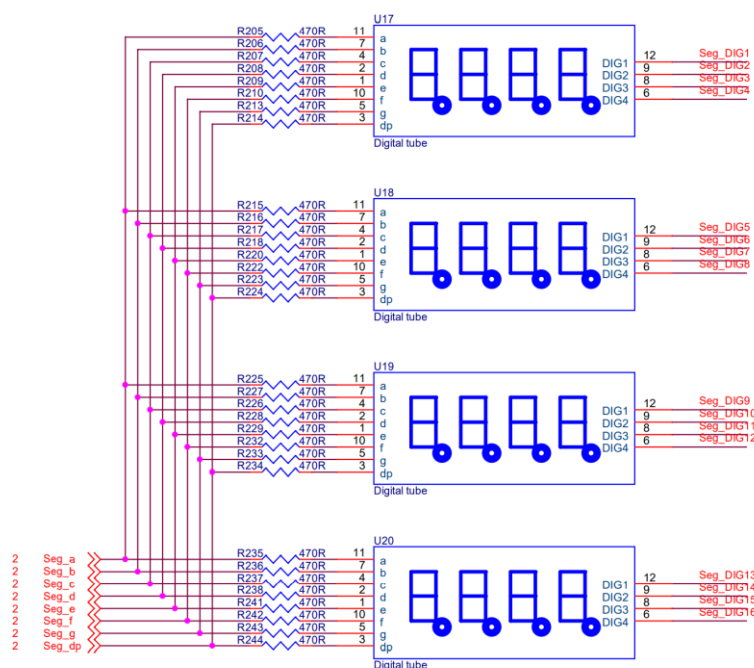 U17
R205 470R 11 a
R206 470R 7 b
R207 470R 4 c
R208 470R 2 d
R209 470R 1 e
R210 470R 10 f
R213 470R 5 g
R214 470R 3 dp
DIG1 12 Seg_DIG1
DIG2 9 Seg_DIG2
DIG3 8 Seg_DIG3
DIG4 6 Seg_DIG4
Digital tube
U18
R215 470R 11 a
R216 470R 7 b
R217 470R 4 c
R218 470R 2 d
R220 470R 1 e
R222 470R 10 f
R223 470R 5 g
R224 470R 3 dp
DIG1 12 Seg_DIG5
DIG2 9 Seg_DIG6
DIG3 8 Seg_DIG7
DIG4 6 Seg_DIG8
Digital tube
U19
R225 470R 11 a
R227 470R 7 b
R226 470R 4 c
R228 470R 2 d
R229 470R 1 e
R232 470R 10 f
R233 470R 5 g
R234 470R 3 dp
DIG1 12 Seg_DIG9
DIG2 9 Seg_DIG10
DIG3 8 Seg_DIG11
DIG4 6 Seg_DIG12
Digital tube
U20
2 Seg_a R235 470R 11 a
2 Seg_b R236 470R 7 b
2 Seg_c R237 470R 4 c
2 Seg_d R238 470R 2 d
2 Seg_e R241 470R 1 e
2 Seg_f R242 470R 10 f
2 Seg_g R243 470R 5 g
2 Seg_dp R244 470R 3 dp
DIG1 12 Seg_DIG13
DIG2 9 Seg_DIG14
DIG3 8 Seg_DIG15
DIG4 6 Seg_DIG16
Digital tube